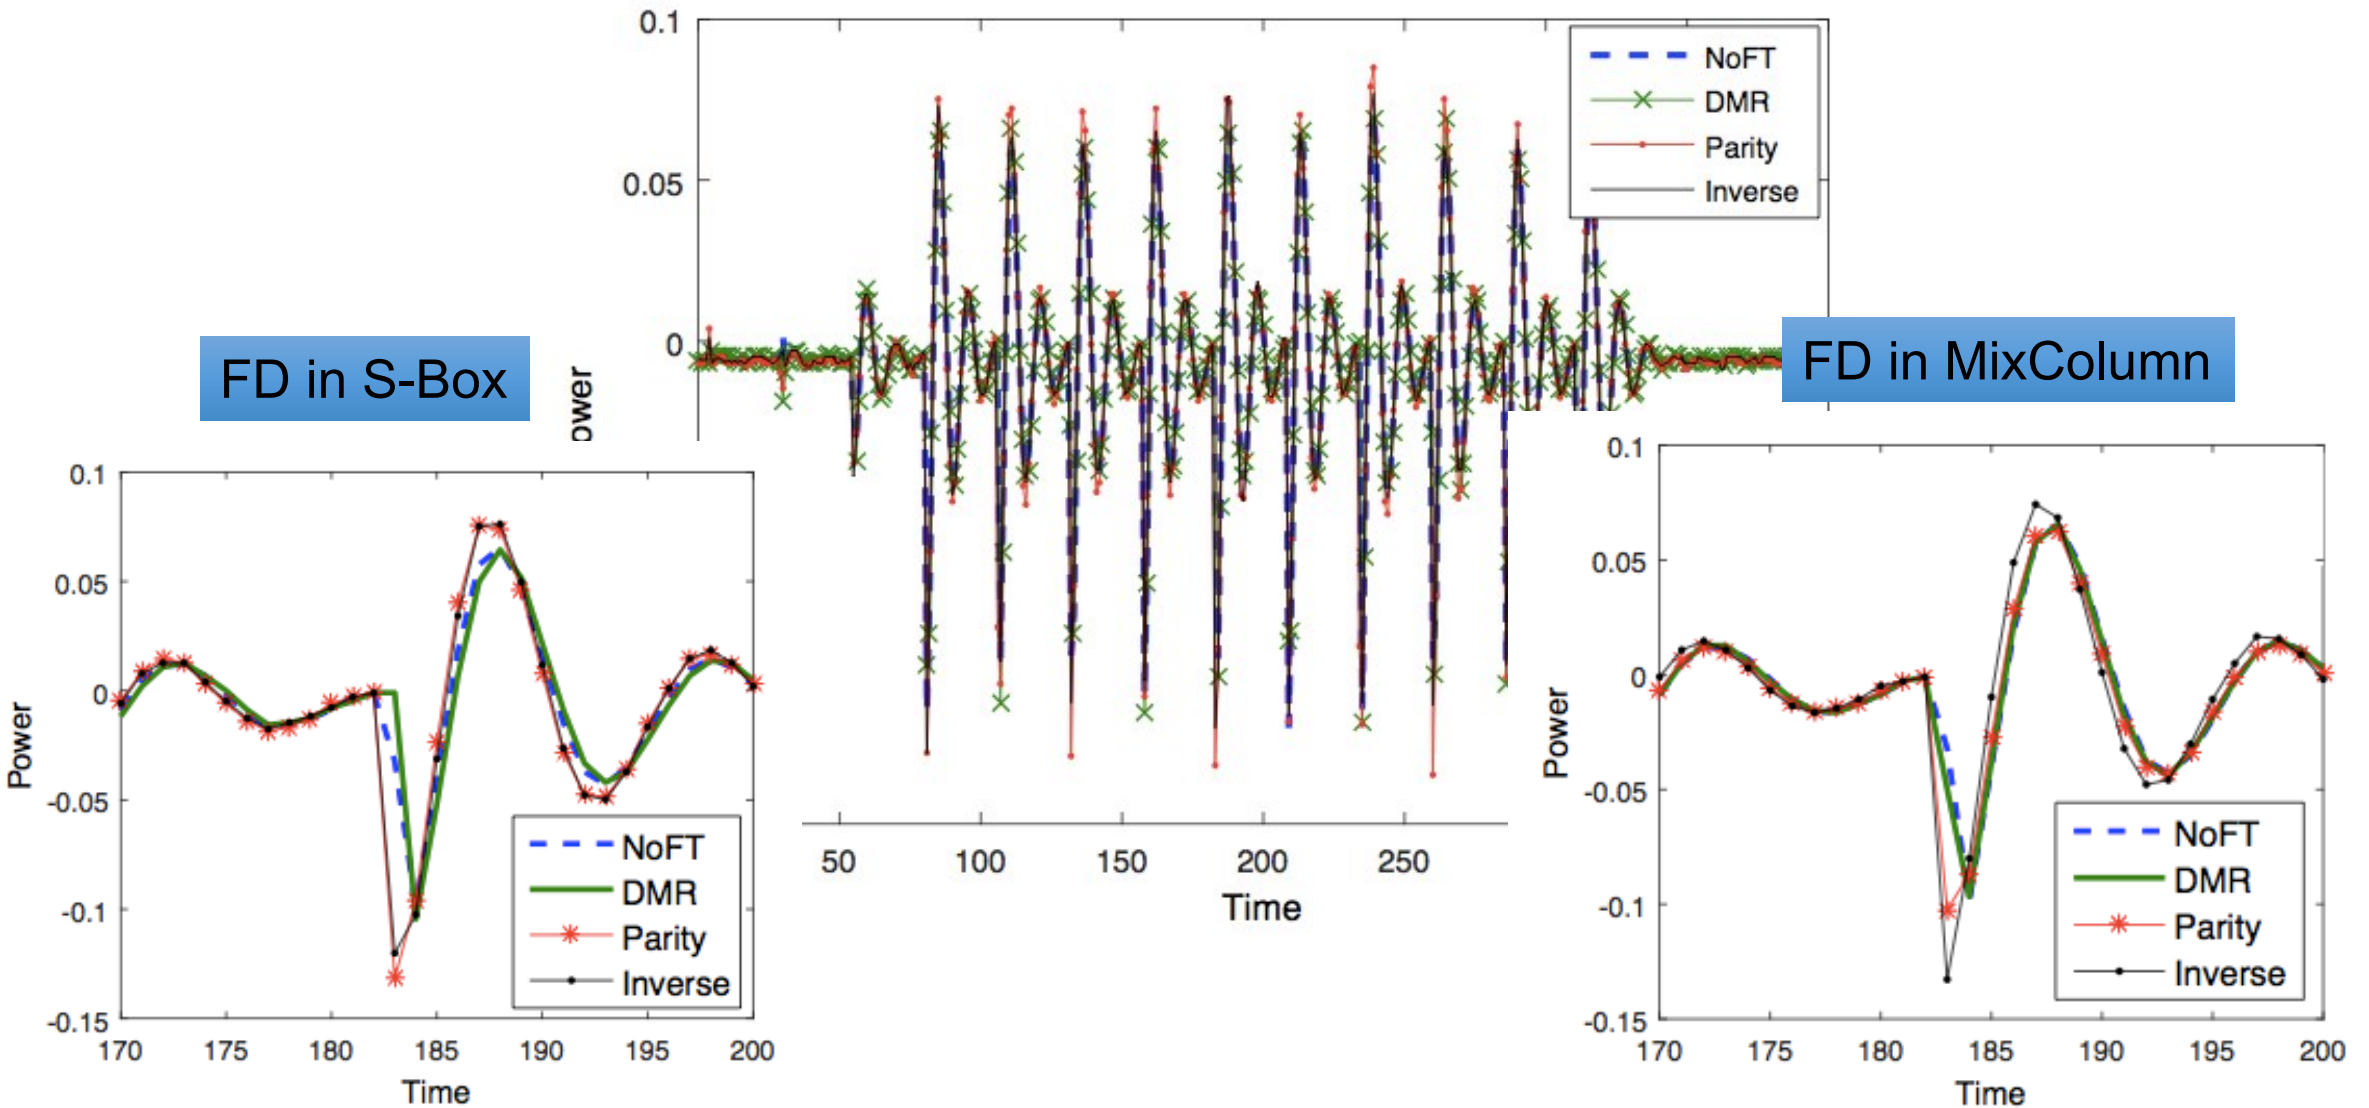 0.1
0.05
0
ower
NoFT
DMR
Parity
Inverse
50 100 150 200 250
Time
FD in S-Box
FD in MixColumn
0.1
0.05
0
-0.05
-0.1
-0.15
Power
NoFT
DMR
Parity
Inverse
170 175 180 185 190 195 200
Time
0.1
0.05
0
-0.05
-0.1
-0.15
Power
NoFT
DMR
Parity
Inverse
170 175 180 185 190 195 200
Time